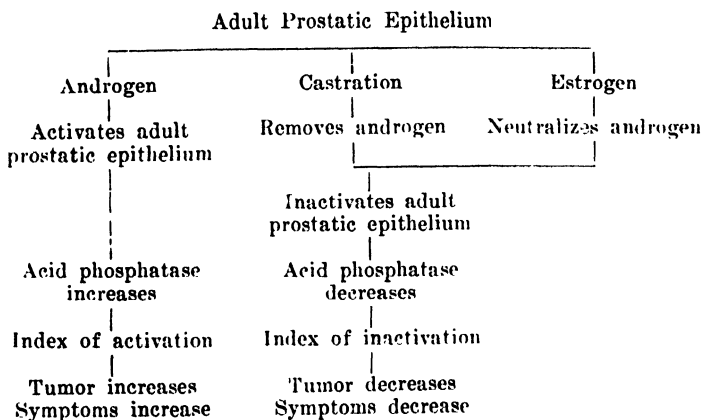 Adult Prostatic Epithelium
Androgen
Castration
Estrogen
Activates adult
prostatic epithelium
Removes androgen
Neutralizes androgen
Inactivates adult
prostatic epithelium
Acid phosphatase
increases
Acid phosphatase
decreases
Index of activation
Index of inactivation
Tumor increases
Symptoms increase
Tumor decreases
Symptoms decrease